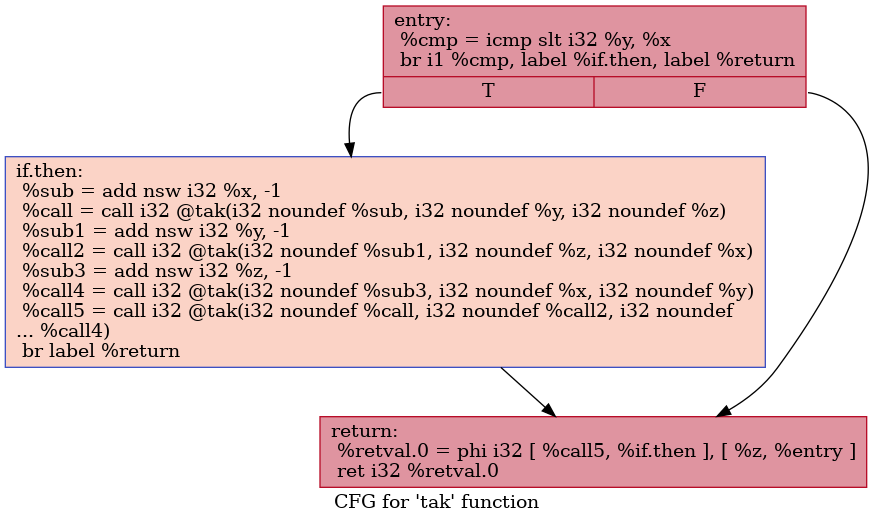 entry:
%cmp = icmp slt i32 %y, %x
br i1 %cmp, label %if.then, label %return
T F
if.then:
%sub = add nsw i32 %x, -1
%call = call i32 @tak(i32 noundef %sub, i32 noundef %y, i32 noundef %z)
%sub1 = add nsw i32 %y, -1
%call2 = call i32 @tak(i32 noundef %sub1, i32 noundef %z, i32 noundef %x)
%sub3 = add nsw i32 %z, -1
%call4 = call i32 @tak(i32 noundef %sub3, i32 noundef %x, i32 noundef %y)
%call5 = call i32 @tak(i32 noundef %call, i32 noundef %call2, i32 noundef
... %call4)
br label %return
return:
%retval.0 = phi i32 [ %call5, %if.then ], [ %z, %entry ]
ret i32 %retval.0
CFG for 'tak' function